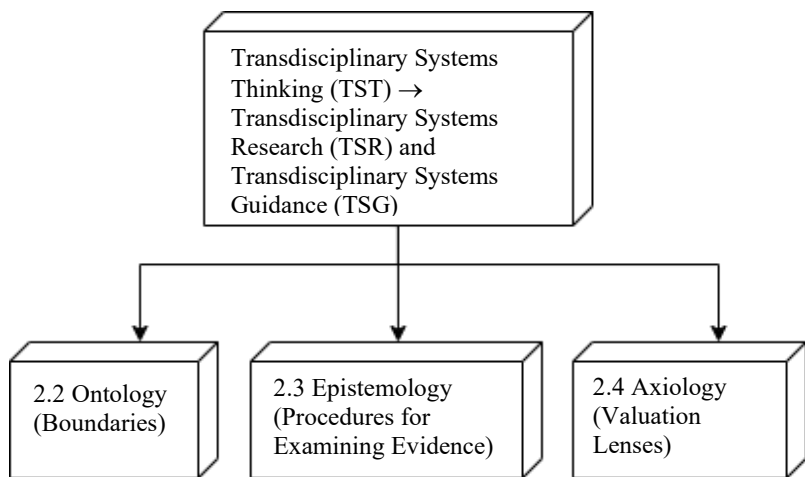 Transdisciplinary Systems
Thinking (TST) →
Transdisciplinary Systems
Research (TSR) and
Transdisciplinary Systems
Guidance (TSG)
2.2 Ontology
(Boundaries)
2.3 Epistemology
(Procedures for
Examining Evidence)
2.4 Axiology
(Valuation
Lenses)